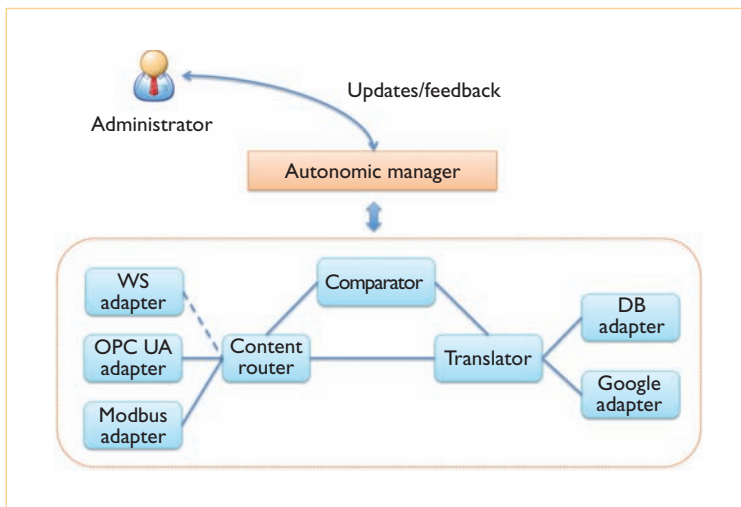 Updates/feedback
Administrator
Autonomic manager
WS
adapter
Comparator
DB
adapter
OPC UA
adapter
Content
router
Translator
Google
adapter
Modbus
adapter